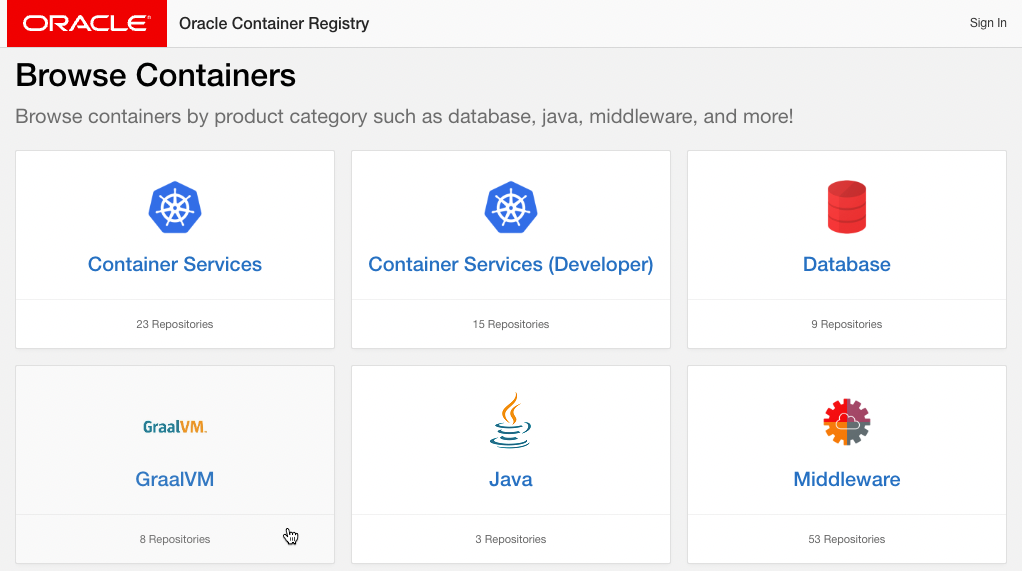 ORACLE Oracle Container Registry Sign In
Browse Containers
Browse containers by product category such as database, java, middleware, and more!
Container Services
23 Repositories
Container Services (Developer)
15 Repositories
Database
9 Repositories
GraalVM.
GraalVM
8 Repositories
Java
3 Repositories
Middleware
53 Repositories